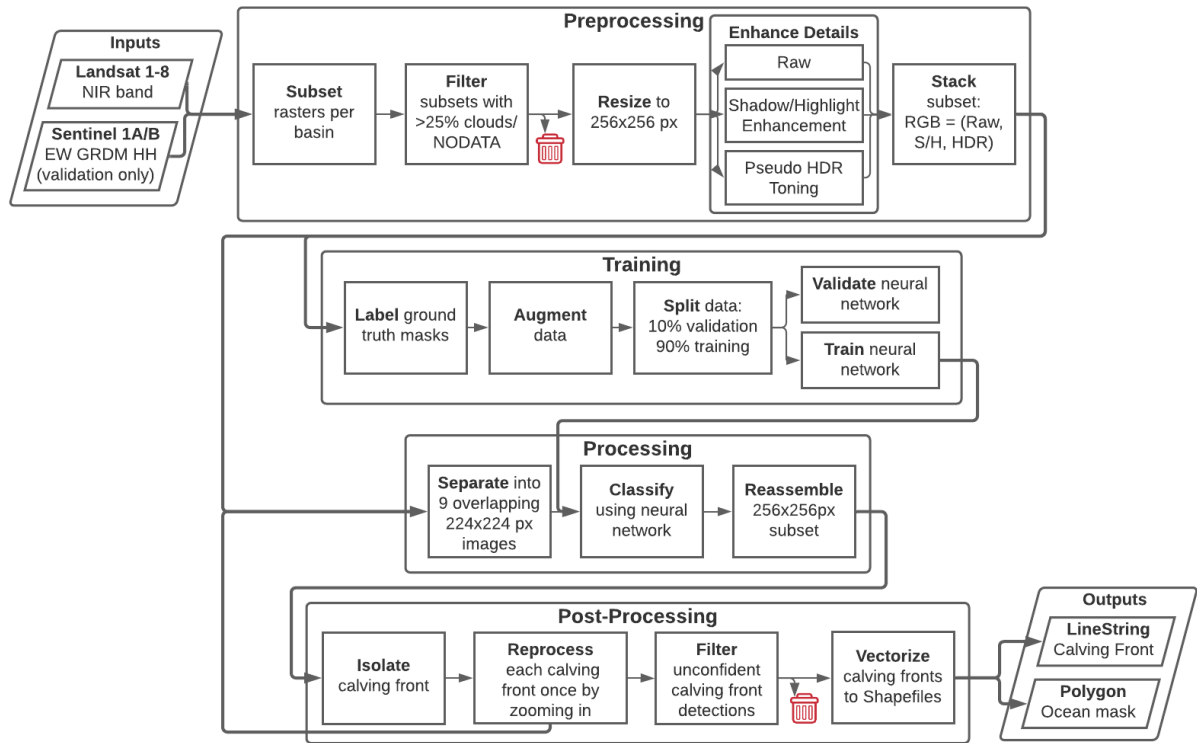 Preprocessing
Inputs
Landsat 1-8
NIR band
Sentinel 1A/B
EW GRDM HH
(validation only)
Subset
rasters per
basin
Filter
subsets with
>25% clouds/
NODATA
Resize to
256x256 px
Enhance Details
Raw
Shadow/Highlight
Enhancement
Pseudo HDR
Toning
Stack
subset:
RGB = (Raw,
S/H, HDR)
Training
Label ground
truth masks
Augment
data
Split data:
10% validation
90% training
Validate neural
network
Train neural
network
Processing
Separate into
9 overlapping
224x224 px
images
Classify
using neural
network
Reassemble
256x256px
subset
Post-Processing
Isolate
calving front
Reprocess
each calving
front once by
zooming in
Filter
unconfident
calving front
detections
Vectorize
calving fronts
to Shapefiles
Outputs
LineString
Calving Front
Polygon
Ocean mask